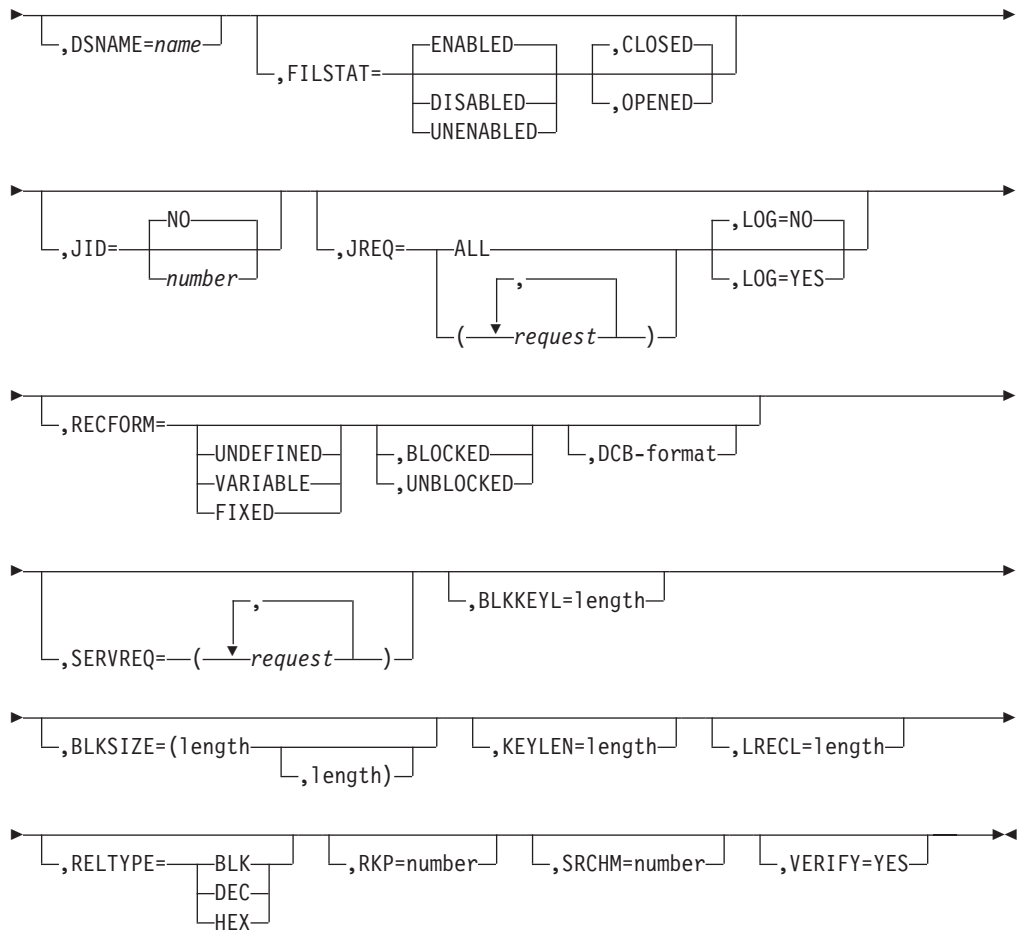 ,DSNAME=name
,FILSTAT=
ENABLED
DISABLED
UNENABLED
,CLOSED
,OPENED
,JID=
NO
number
,JREQ=
ALL
,
( request )
,LOG=NO
,LOG=YES
,RECFORM=
UNDEFINED
VARIABLE
FIXED
,BLOCKED
,UNBLOCKED
,DCB-format
,SERVREQ= (
,
request )
,BLKKEYL=length
,BLKSIZE=(length
,length)
,KEYLEN=length
,LRECL=length
,RELTYPE=
BLK
DEC
HEX
,RKP=number
,SRCHM=number
,VERIFY=YES